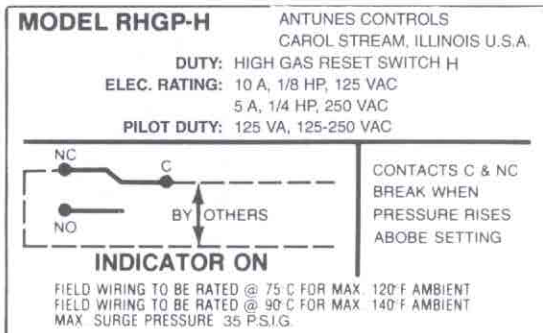 MODEL RHGP-H
ANTUNES CONTROLS
CAROL STREAM, ILLINOIS U.S.A.
DUTY: HIGH GAS RESET SWITCH H
ELEC. RATING: 10 A, 1/8 HP, 125 VAC
5 A, 1/4 HP, 250 VAC
PILOT DUTY: 125 VA, 125-250 VAC
NC
C
NO
BY OTHERS
INDICATOR ON
CONTACTS C & NC
BREAK WHEN
PRESSURE RISES
ABOBE SETTING
FIELD WIRING TO BE RATED @ 75°C FOR MAX. 120°F AMBIENT
FIELD WIRING TO BE RATED @ 90°C FOR MAX. 140°F AMBIENT
MAX SURGE PRESSURE 35 P.S.I.G.